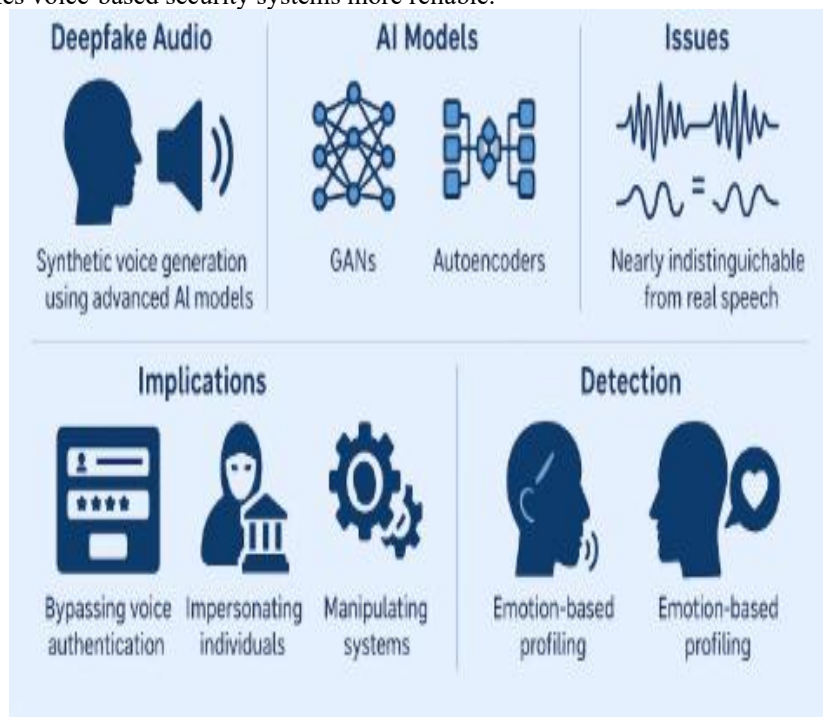 voice-based security systems more reliable.
Deepfake Audio
AI Models
Issues
Synthetic voice generation
using advanced AI models
GANs
Autoencoders
Nearly indistinguichable
from real speech
Implications
Detection
Bypassing voice
authentication
Impersonating
individuals
Manipulating
systems
Emotion-based
profiling
Emotion-based
profiling